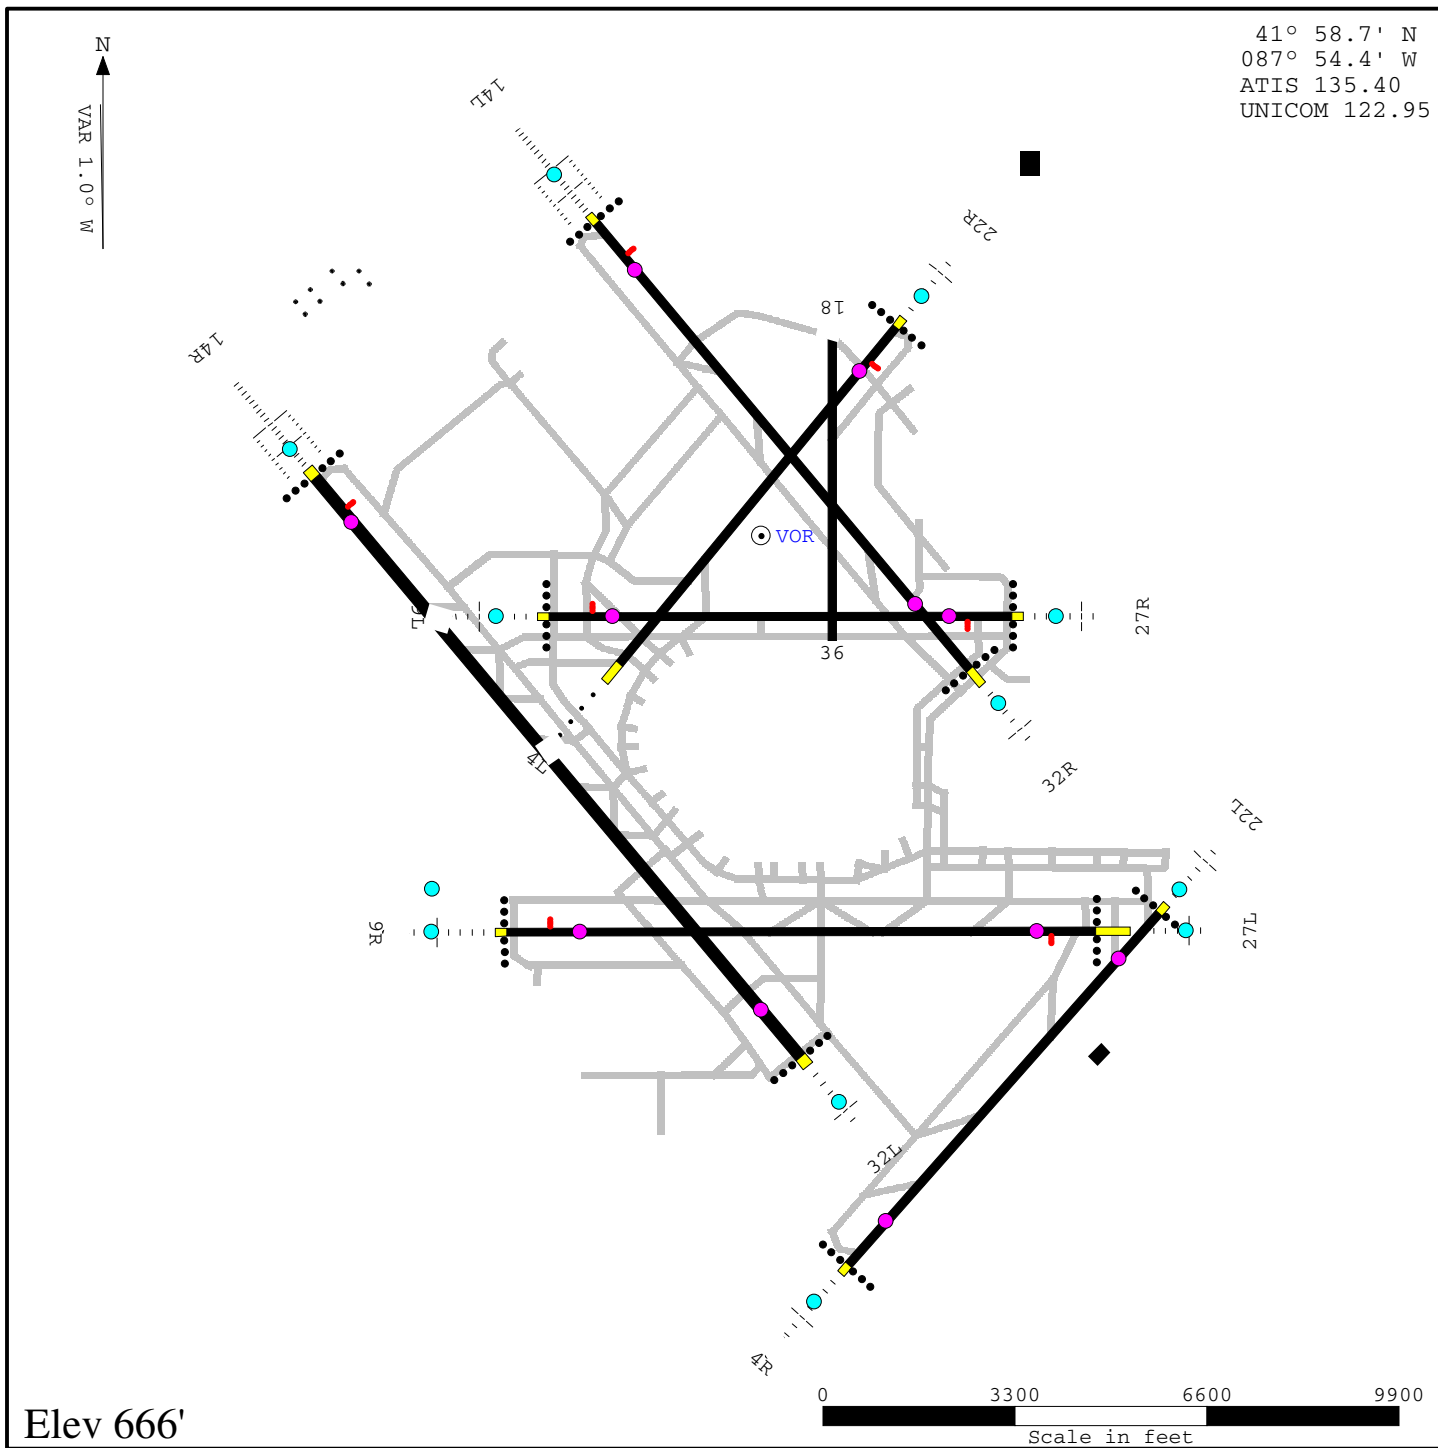 41° 58.7' N
087° 54.4' W
ATIS 135.40
UNICOM 122.95
N
VAR 1.0° W
14L
22R
18
14R
VOR
9L
27R
36
4L
32R
22L
9R
27L
32L
4R
0 3300 6600 9900
Scale in feet
Elev 666'